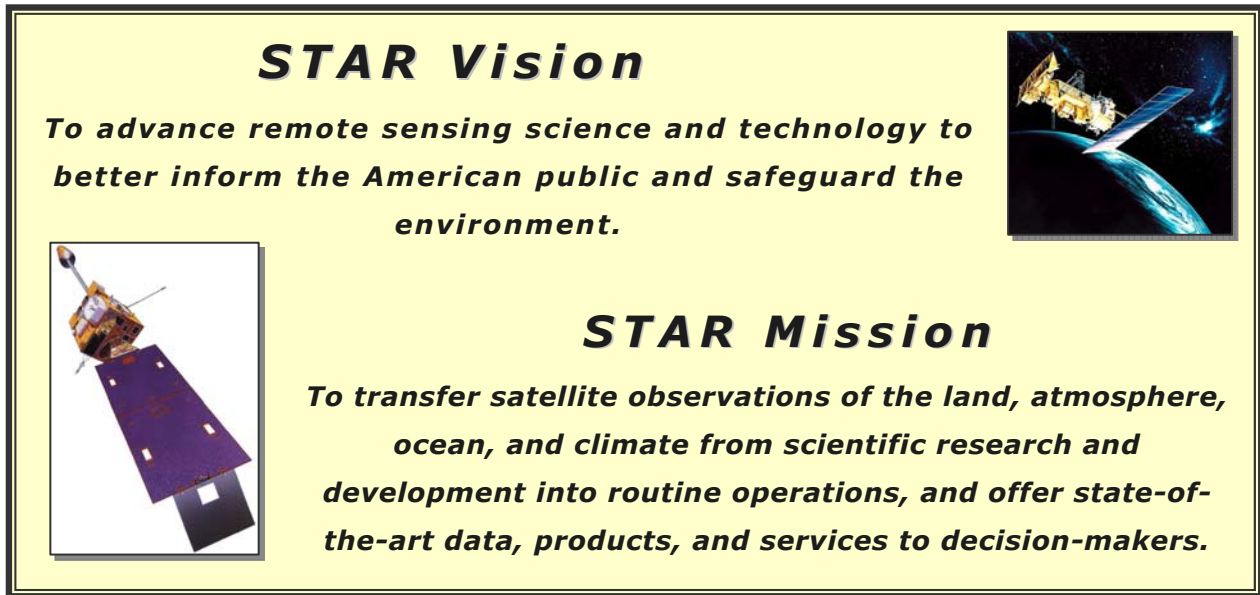 STAR Vision
To advance remote sensing science and technology to
better inform the American public and safeguard the
environment.
STAR Mission
To transfer satellite observations of the land, atmosphere,
ocean, and climate from scientific research and
development into routine operations, and offer state-of-
the-art data, products, and services to decision-makers.